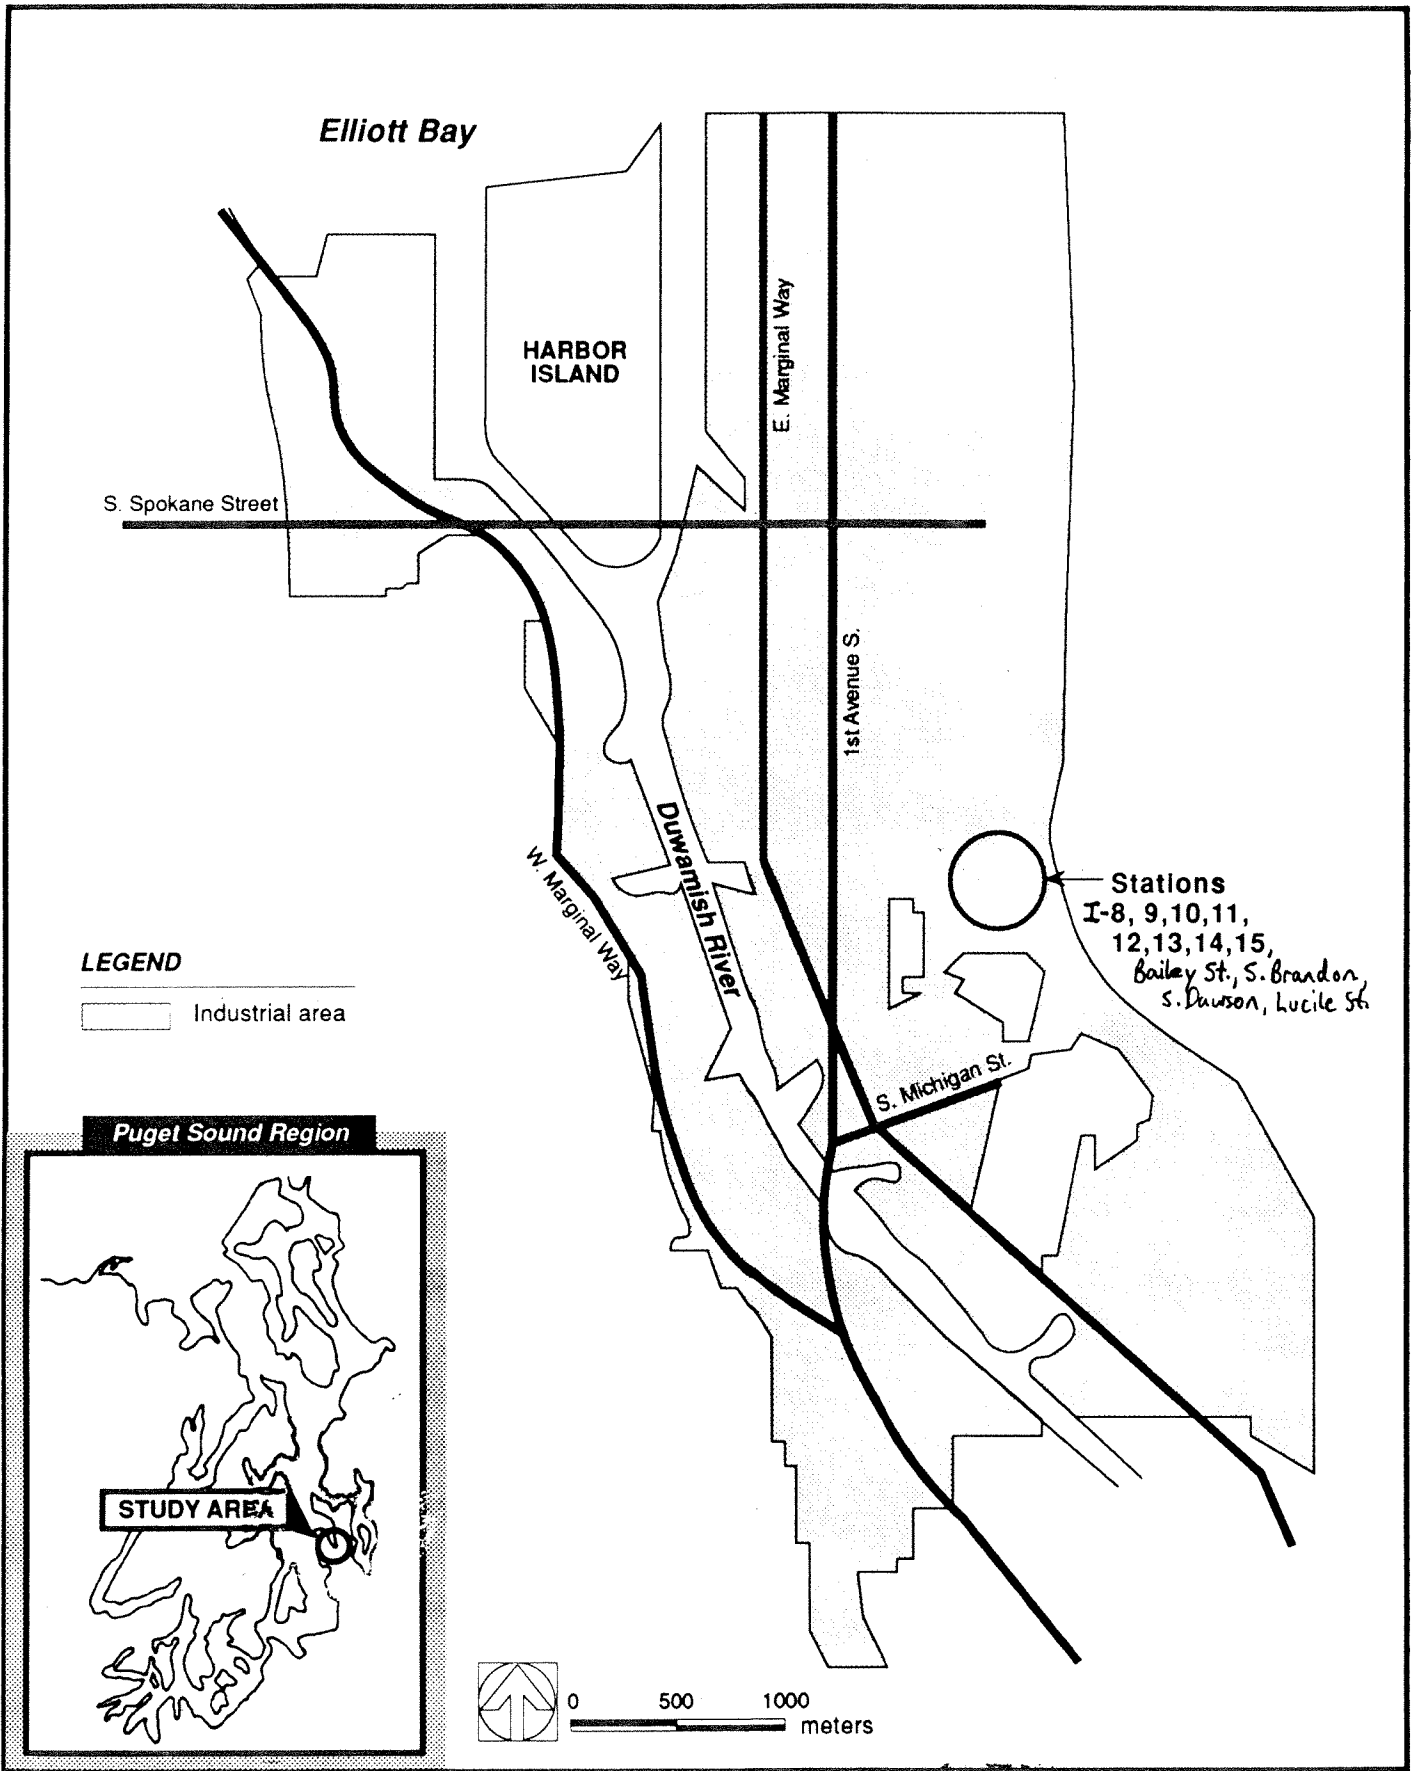 Elliott Bay
HARBOR
ISLAND
E. Marginal Way
S. Spokane Street
1st Avenue S.
Duwamish River
W. Marginal Way
Stations
I-8, 9,10,11,
12,13,14,15,
Bailey St., S. Brandon,
S. Dawson, Lucile St.
S. Michigan St.
LEGEND
Industrial area
Puget Sound Region
STUDY AREA
0 500 1000
meters